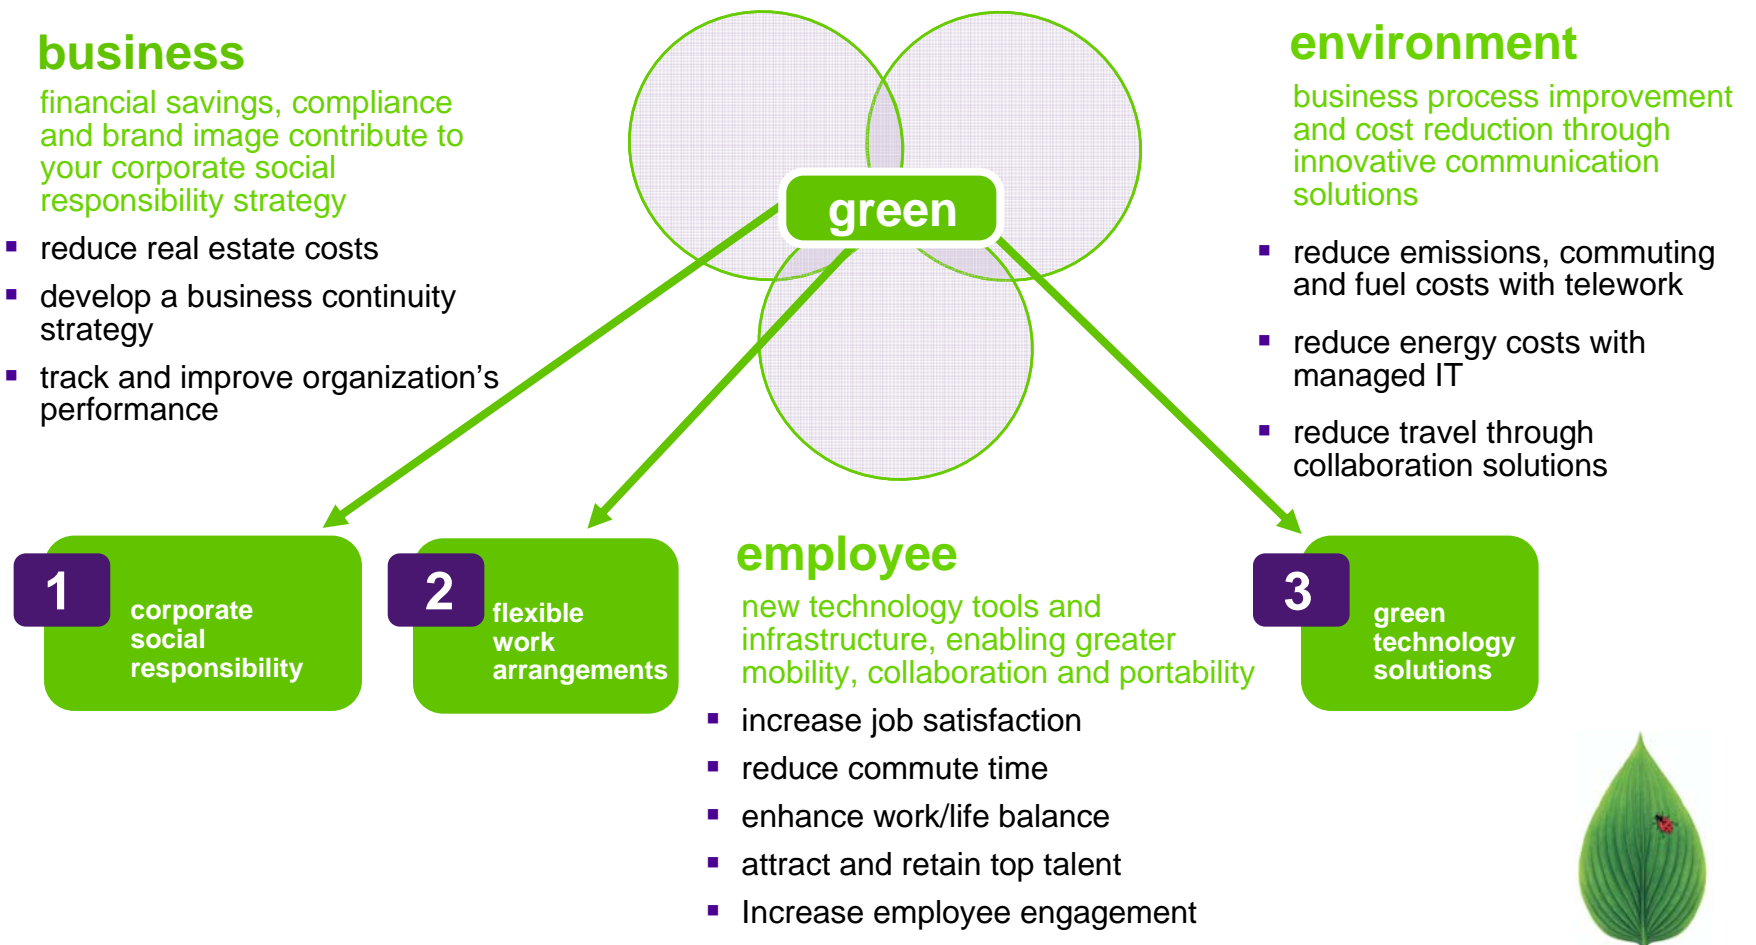 business
financial savings, compliance
and brand image contribute to
your corporate social
responsibility strategy
reduce real estate costs
develop a business continuity
strategy
track and improve organization’s
performance
green
environment
business process improvement
and cost reduction through
innovative communication
solutions
reduce emissions, commuting
and fuel costs with telework
reduce energy costs with
managed IT
reduce travel through
collaboration solutions
1
corporate
social
responsibility
2
flexible
work
arrangements
employee
new technology tools and
infrastructure, enabling greater
mobility, collaboration and portability
increase job satisfaction
reduce commute time
enhance work/life balance
attract and retain top talent
Increase employee engagement
3
green
technology
solutions